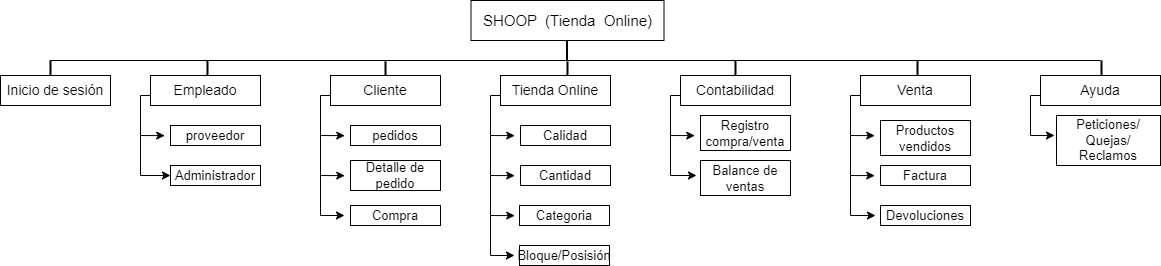 SHOOP (Tienda Online)
Inicio de sesión
Empleado
Cliente
Tienda Online
Contabilidad
Venta
Ayuda
proveedor
Administrador
pedidos
Detalle de
pedido
Compra
Calidad
Cantidad
Categoria
Bloque/Posisión
Registro
compra/venta
Balance de
ventas
Productos
vendidos
Factura
Devoluciones
Peticiones/
Quejas/
Reclamos